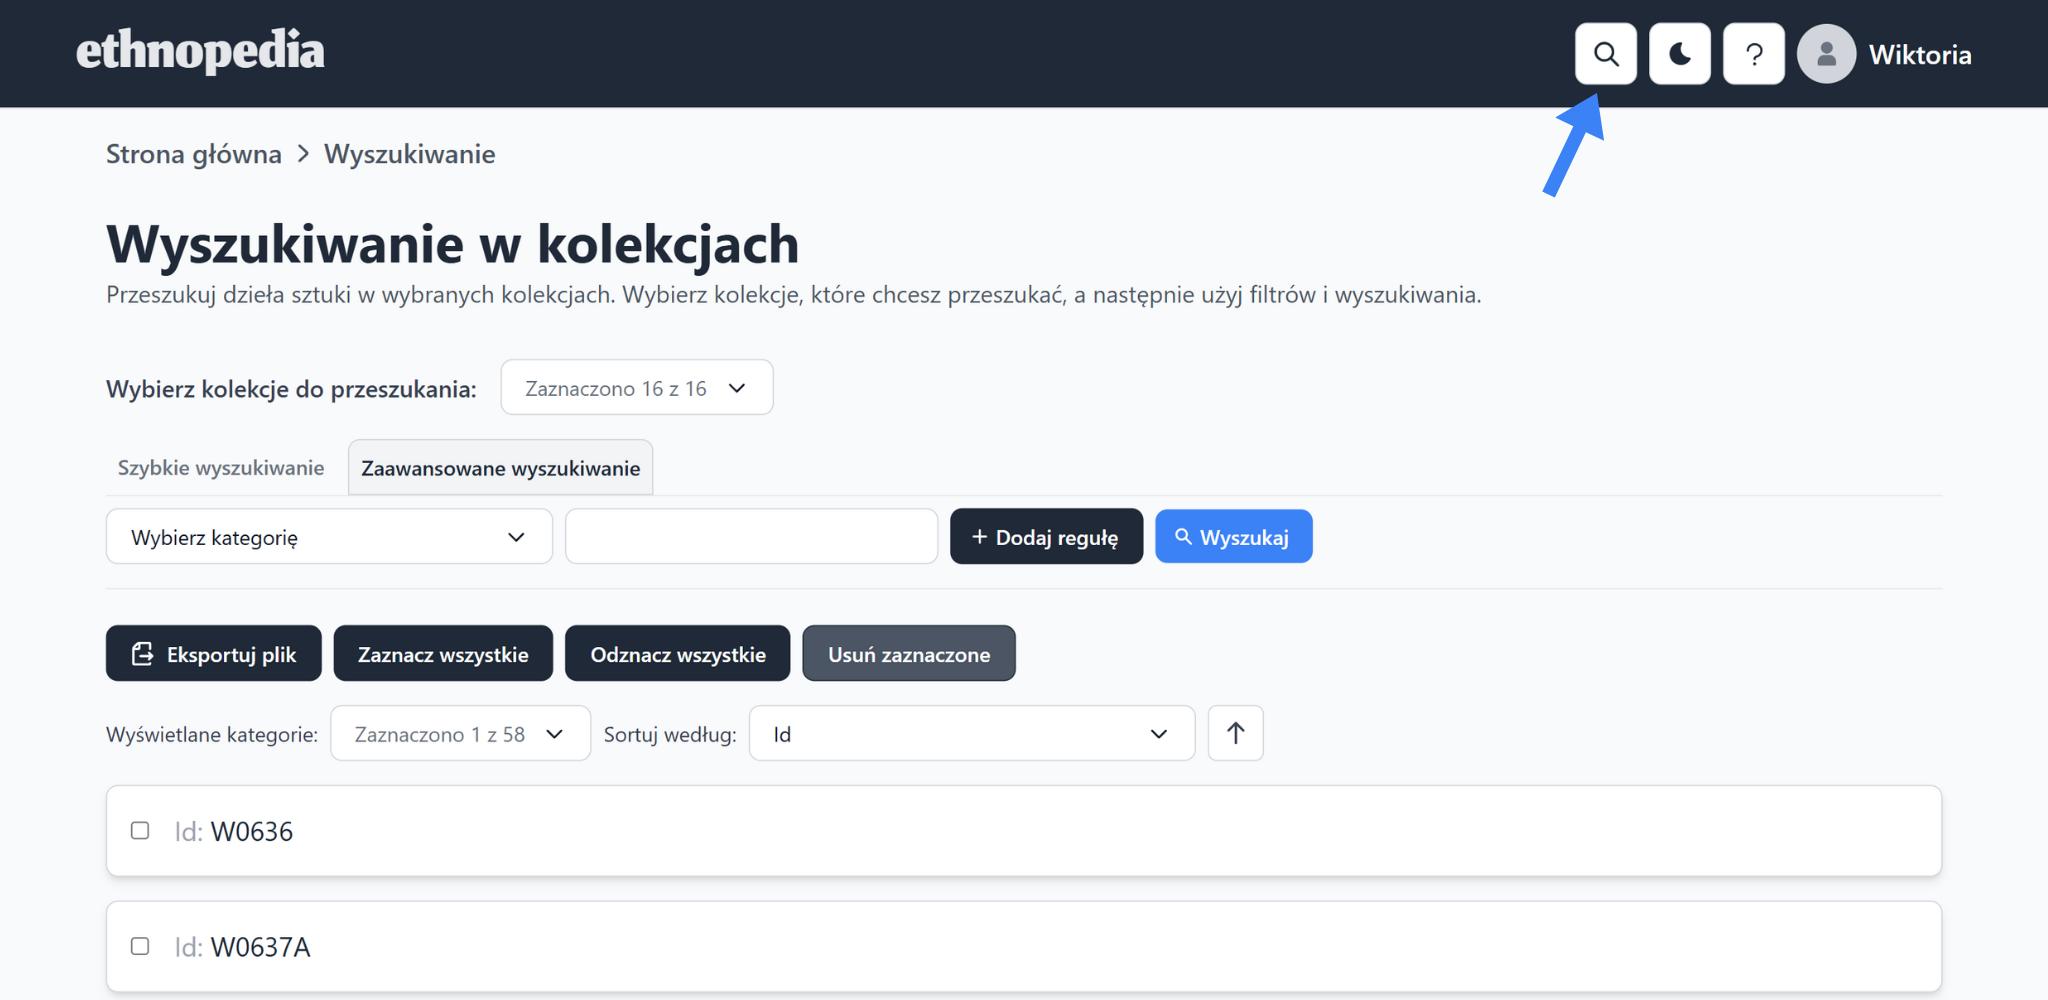 ethnopedia
Wiktoria
Strona główna > Wyszukiwanie
Wyszukiwanie w kolekcjach
Przeszukuj dzieła sztuki w wybranych kolekcjach. Wybierz kolekcje, które chcesz przeszukać, a następnie użyj filtrów i wyszukiwania.
Wybierz kolekcje do przeszukania: Zaznaczono 16 z 16
Szybkie wyszukiwanie Zaawansowane wyszukiwanie
Wybierz kategorię + Dodaj regułę Wyszukaj
Eksportuj plik Zaznacz wszystkie Odznacz wszystkie Usuń zaznaczone
Wyświetlane kategorie: Zaznaczono 1 z 58 Sortuj według: Id
Id: W0636
Id: W0637A